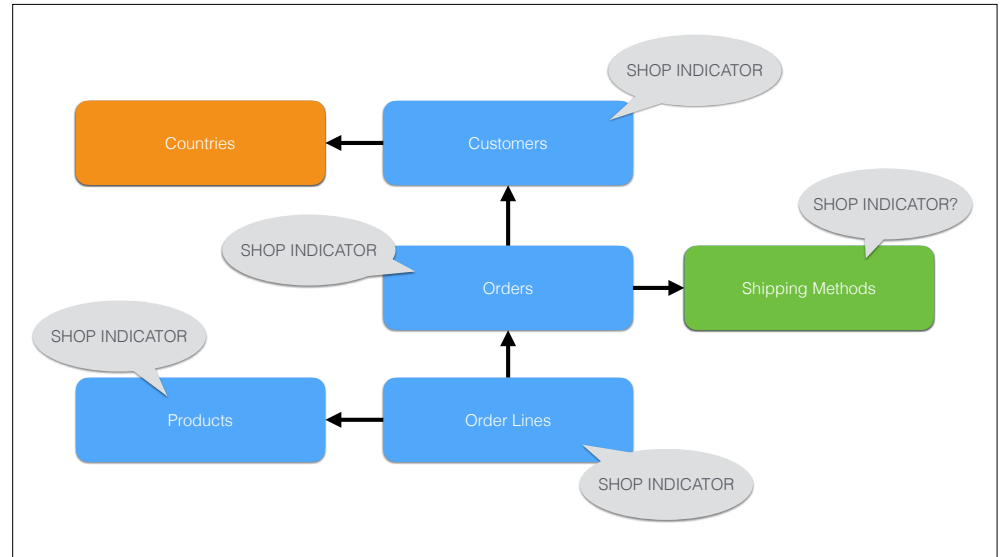 SHOP INDICATOR
Countries
Customers
SHOP INDICATOR?
SHOP INDICATOR
Orders
Shipping Methods
SHOP INDICATOR
Products
Order Lines
SHOP INDICATOR